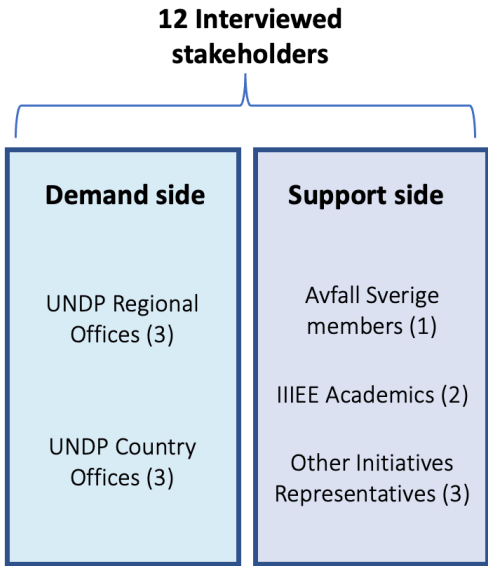 12 Interviewed
stakeholders
Demand side
UNDP Regional
Offices (3)
UNDP Country
Offices (3)
Support side
Avfall Sverige
members (1)
IIIEE Academics (2)
Other Initiatives
Representatives (3)